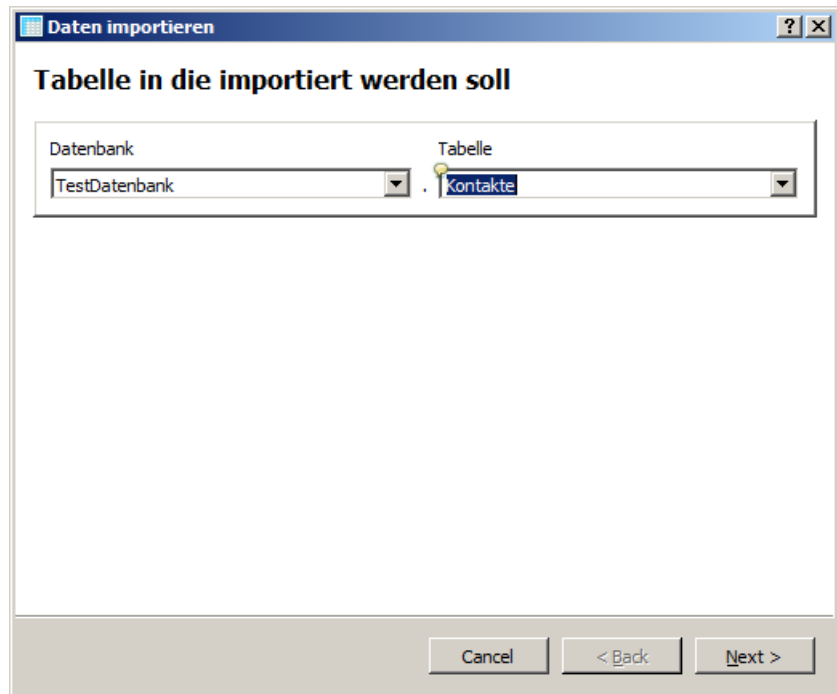 Daten importieren
Tabelle in die importiert werden soll
Datenbank Tabelle
TestDatenbank . Kontakte
Cancel < Back Next >